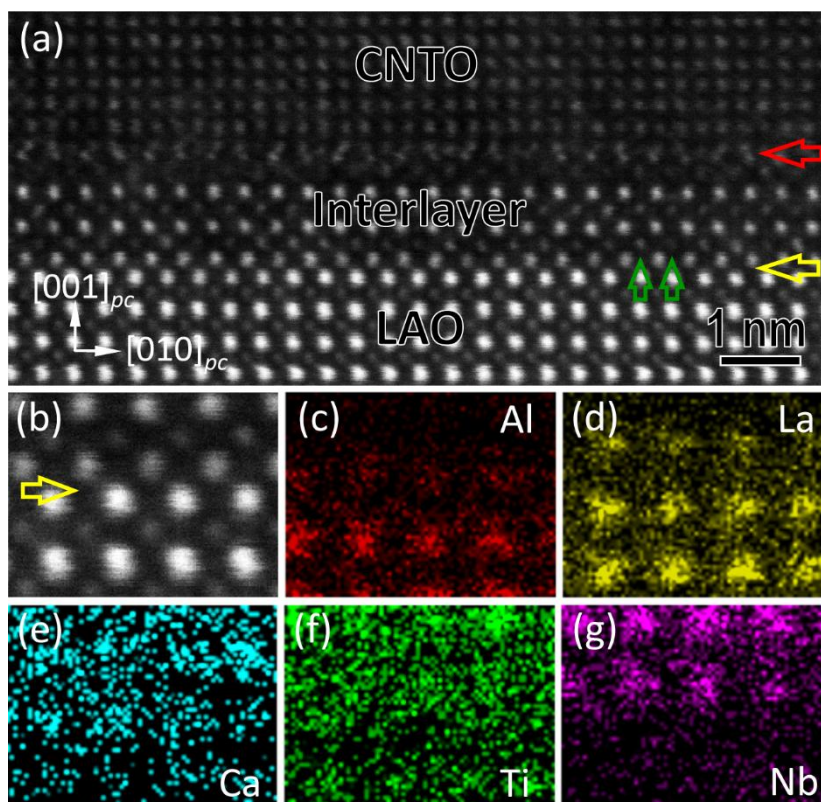 (a)
CNTO
Interlayer
[001]pc
LAO
[010]pc
1 nm
(b)
(c) Al
(d) La
(e)
Ca
(f)
Ti
(g)
Nb